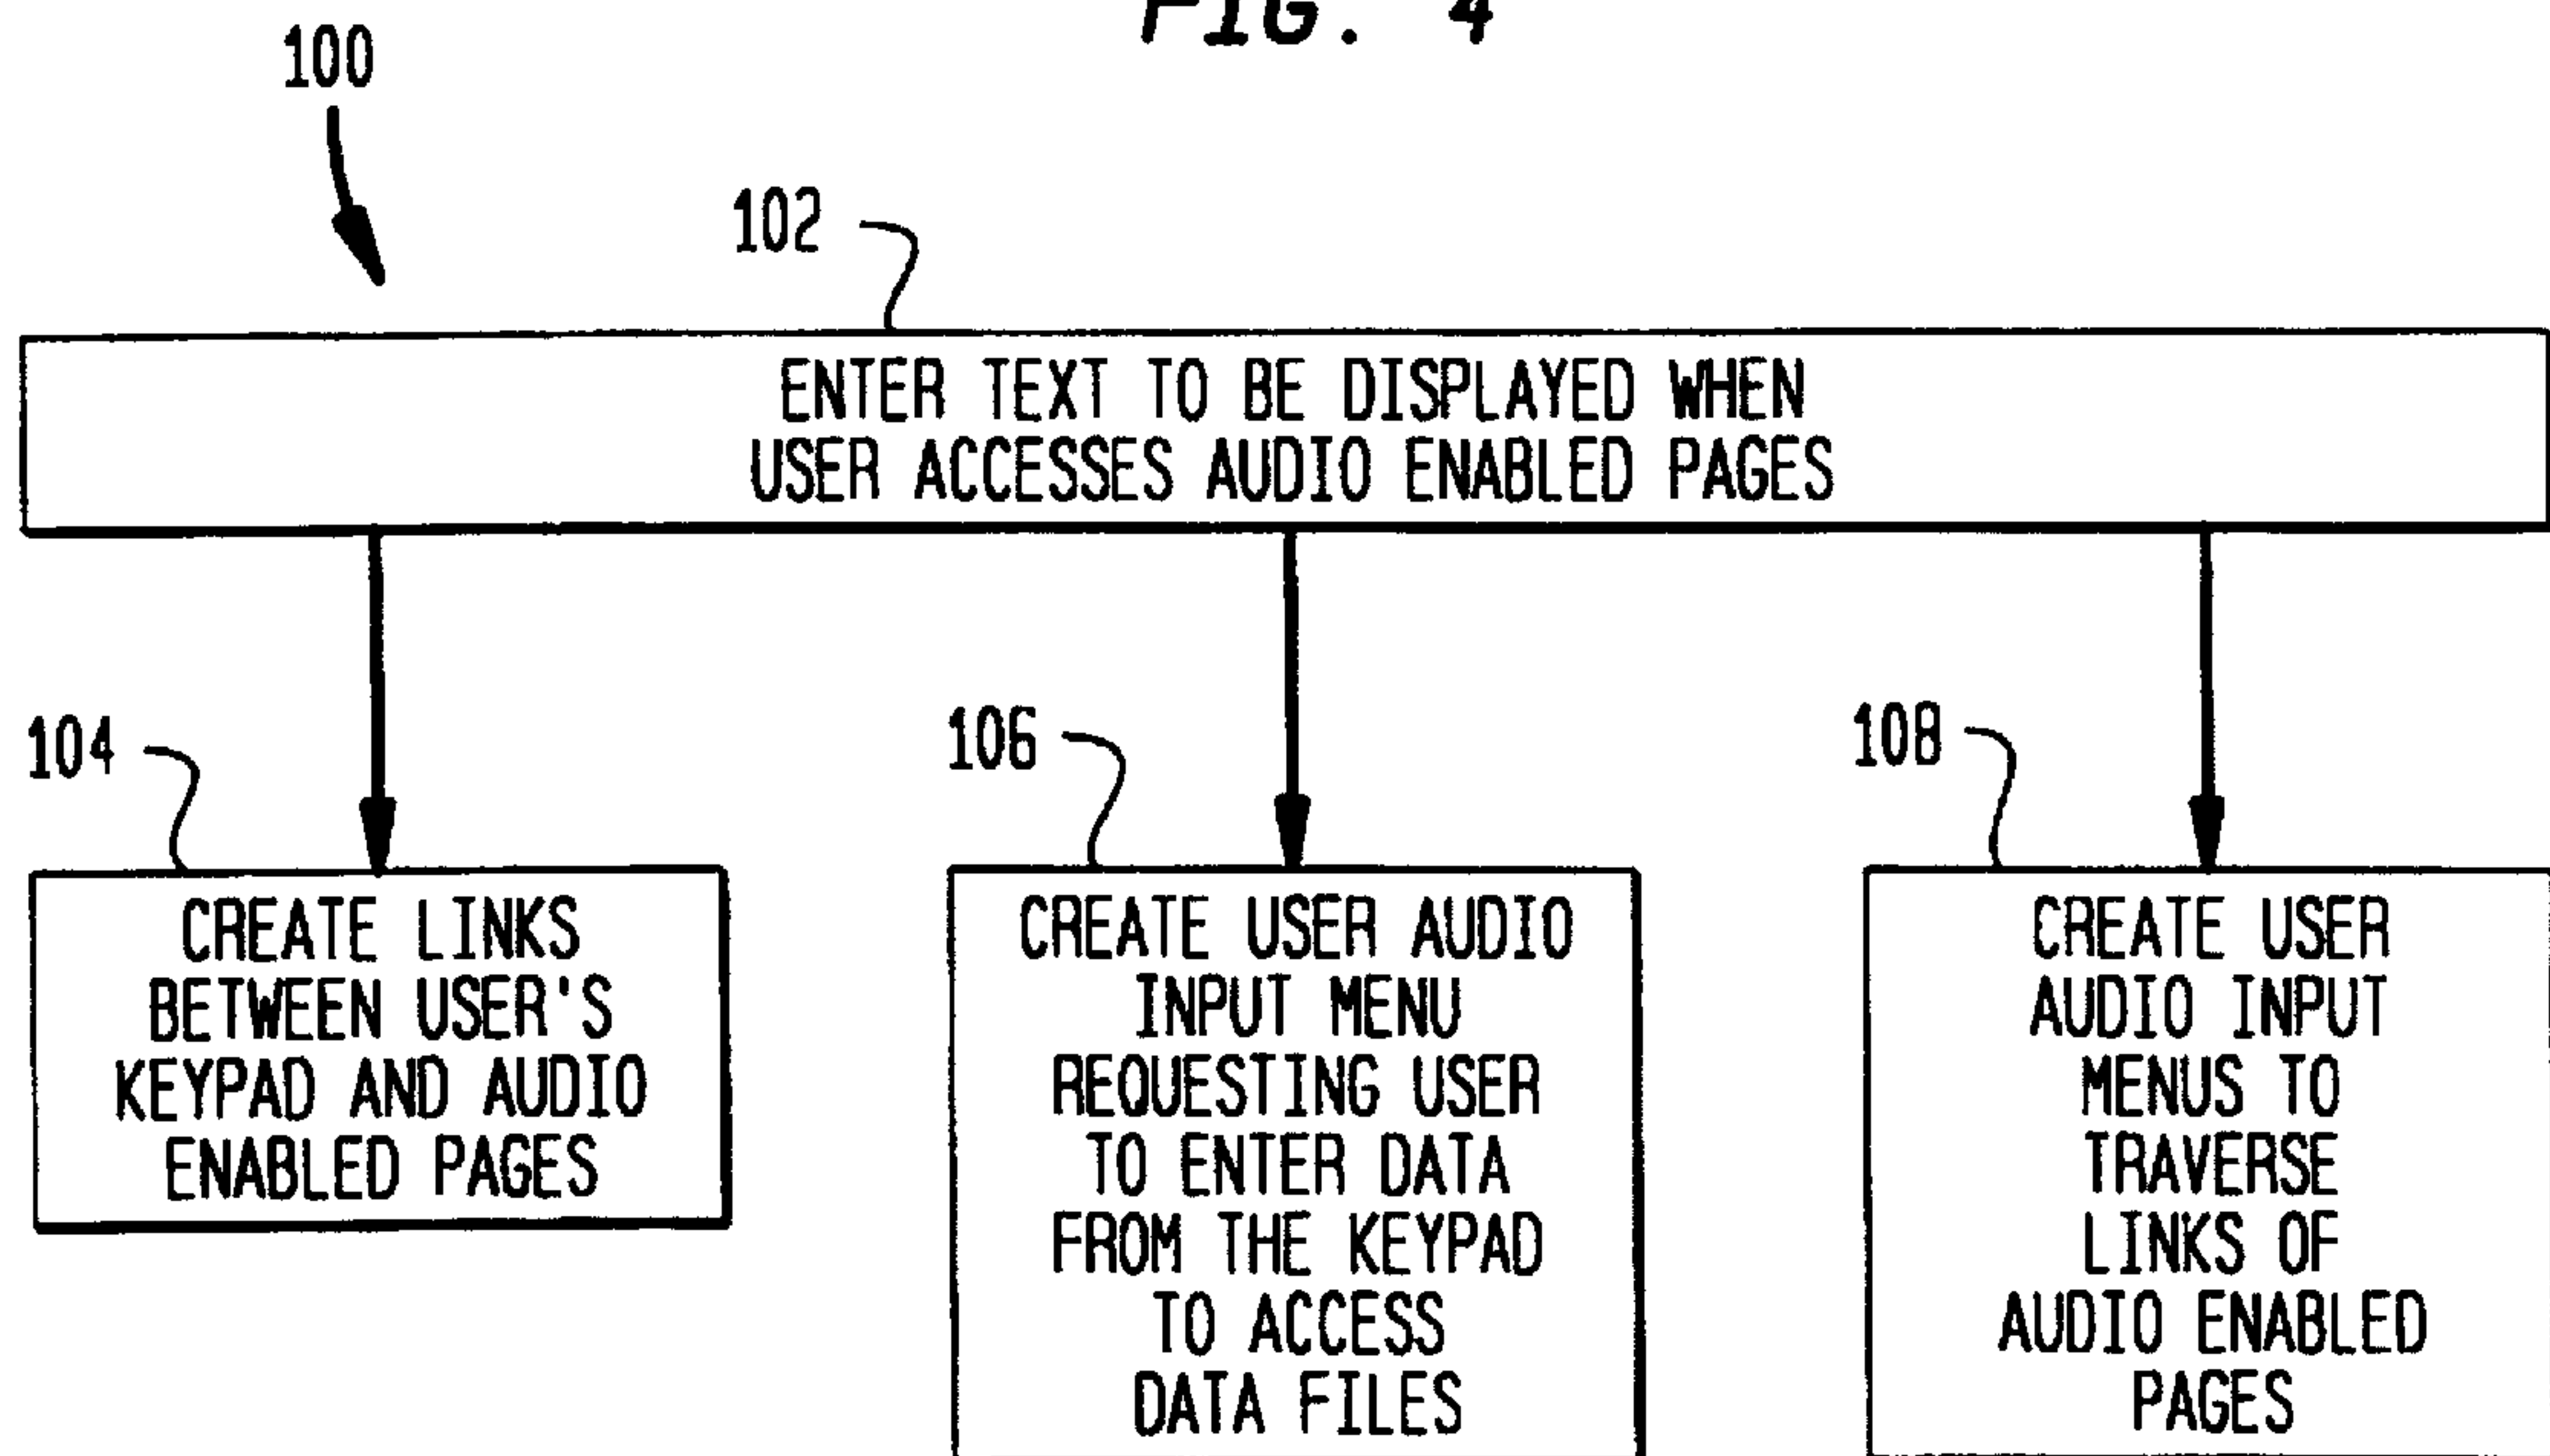 FIG. 4
100
102
ENTER TEXT TO BE DISPLAYED WHEN
USER ACCESSES AUDIO ENABLED PAGES
104
CREATE LINKS
BETWEEN USER'S
KEYPAD AND AUDIO
ENABLED PAGES
106
CREATE USER AUDIO
INPUT MENU
REQUESTING USER
TO ENTER DATA
FROM THE KEYPAD
TO ACCESS
DATA FILES
108
CREATE USER
AUDIO INPUT
MENUS TO
TRAVERSE
LINKS OF
AUDIO ENABLED
PAGES